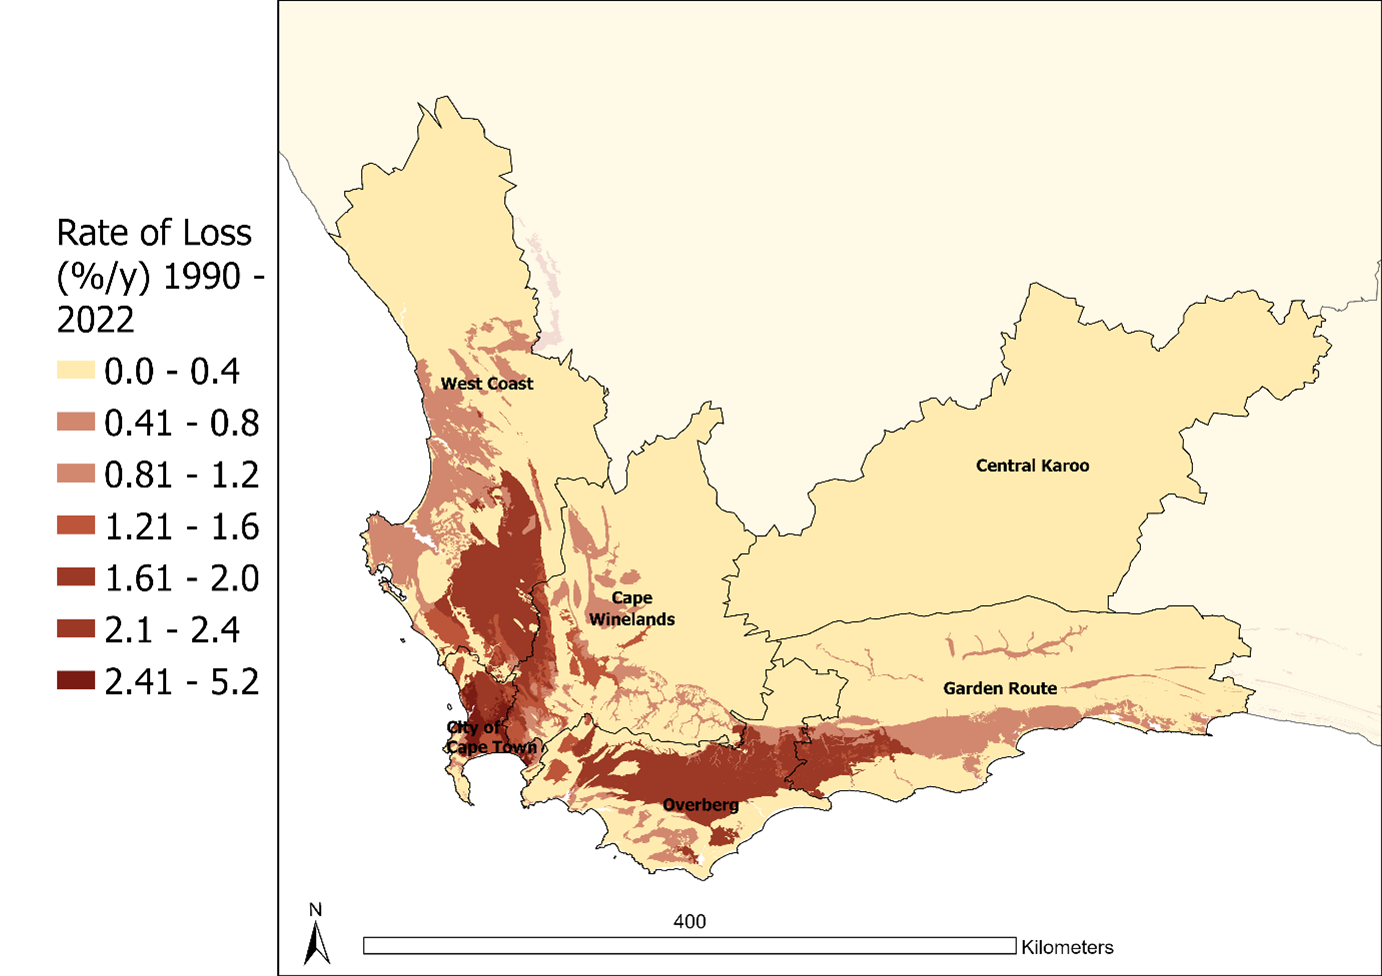 Rate of Loss
(%/y) 1990 -
2022
0.0 - 0.4
0.41 - 0.8
0.81 - 1.2
1.21 - 1.6
1.61 - 2.0
2.1 - 2.4
2.41 - 5.2
West Coast
Central Karoo
Cape
Winelands
Garden Route
City of
Cape Town
Overberg
N
400
Kilometers